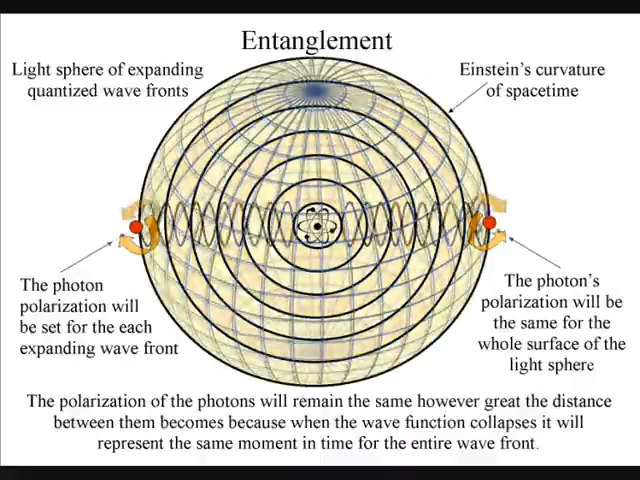 Entanglement
Light sphere of expanding
quantized wave fronts
Einstein's curvature
of spacetime
The photon
polarization will
be set for the each
expanding wave front
The photon's
polarization will be
the same for the
whole surface of the
light sphere
The polarization of the photons will remain the same however great the distance
between them becomes because when the wave function collapses it will
represent the same moment in time for the entire wave front.